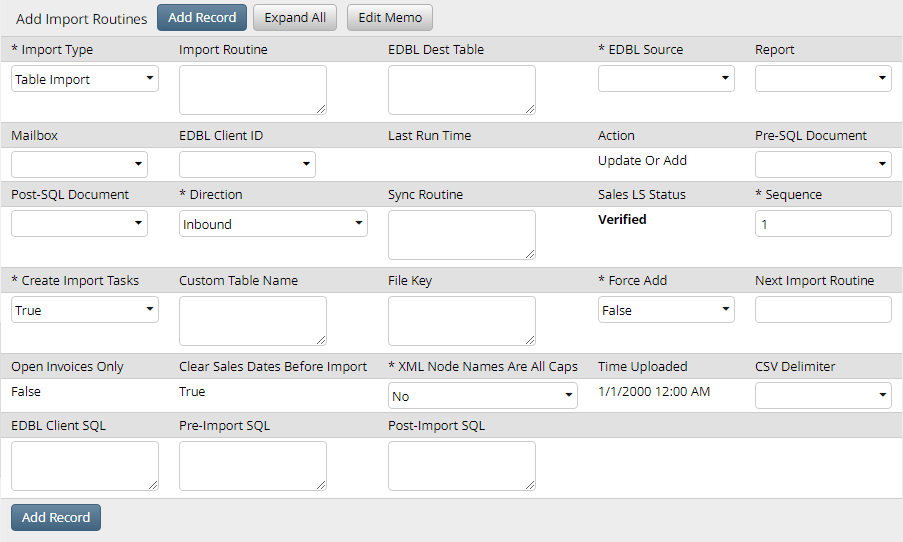 Add Import Routines Add Record Expand All Edit Memo
* Import Type Import Routine EDBL Dest Table * EDBL Source Report
Table Import
Mailbox EDBL Client ID Last Run Time Action Pre-SQL Document
Update Or Add
Post-SQL Document * Direction Sync Routine Sales LS Status * Sequence
Inbound Verified 1
* Create Import Tasks Custom Table Name File Key * Force Add Next Import Routine
True False
Open Invoices Only Clear Sales Dates Before Import * XML Node Names Are All Caps Time Uploaded CSV Delimiter
False True No 1/1/2000 12:00 AM
EDBL Client SQL Pre-Import SQL Post-Import SQL
Add Record